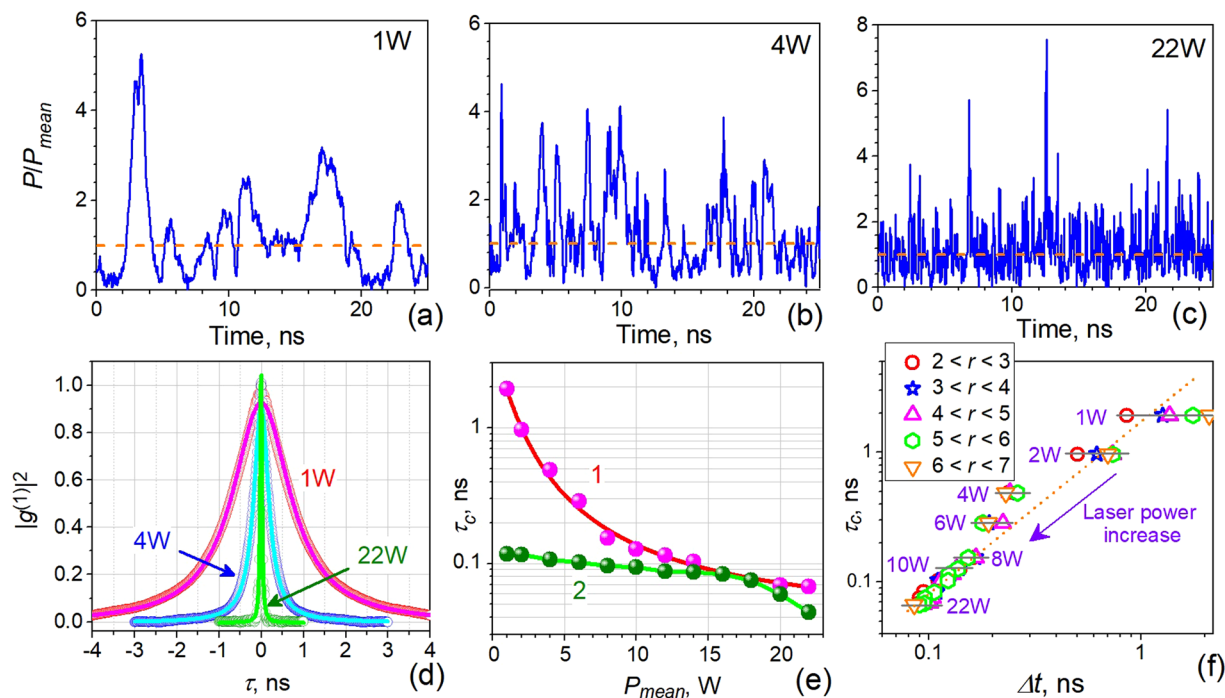 1W
4W
22W
P/P_mean
0
2
4
6
0
2
4
6
0
2
4
6
8
0
10
20
0
10
20
0
10
20
Time, ns
(a)
Time, ns
(b)
Time, ns
(c)
|g⁽¹⁾|2
1.0
0.8
0.6
0.4
0.2
0.0
1W
4W
22W
-4
-3
-2
-1
0
1
2
3
4
τ, ns
(d)
τc, ns
1
0.1
1
2
0
5
10
15
20
P_mean, W
(e)
2 < r < 3
3 < r < 4
4 < r < 5
5 < r < 6
6 < r < 7
τc, ns
1
0.1
1W
2W
4W
6W
8W
10W
22W
Laser power
increase
0.1
1
Δt, ns
(f)